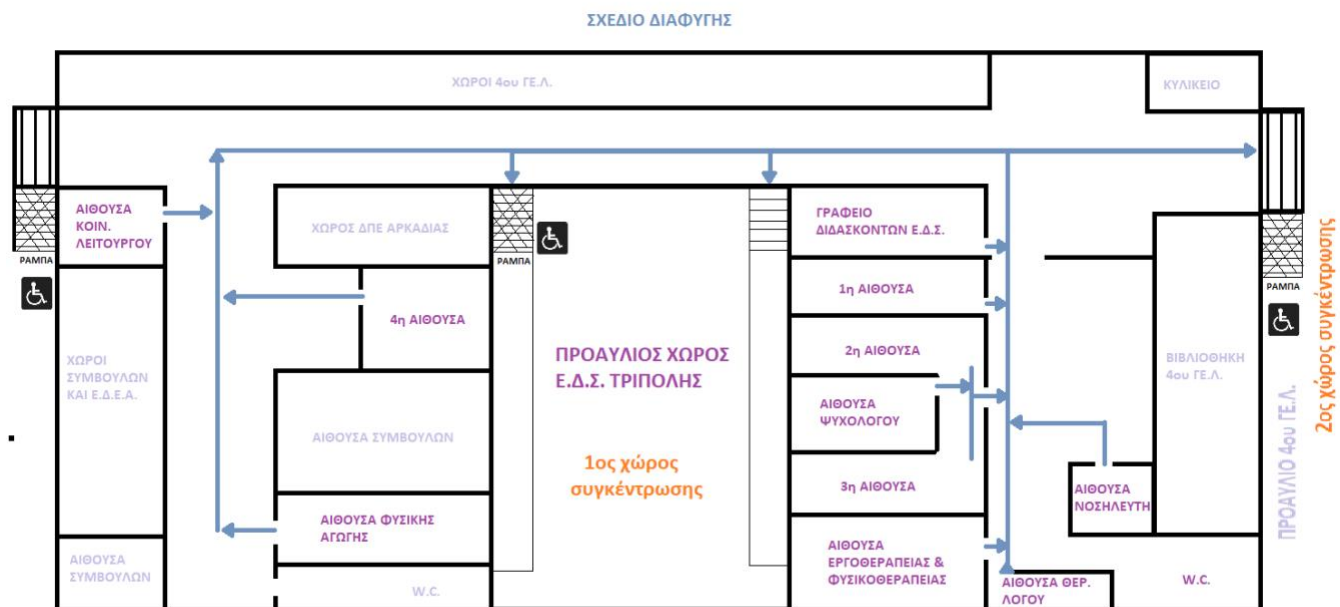 ΣΧΕΔΙΟ ΔΙΑΦΥΓΗΣ
ΧΩΡΟΙ 4ου ΓΕ.Λ.
ΚΥΛΙΚΕΙΟ
ΑΙΘΟΥΣΑ
ΚΟΙΝ.
ΛΕΙΤΟΥΡΓΟΥ
ΡΑΜΠΑ
ΧΩΡΟΙ
ΣΥΜΒΟΥΛΩΝ
ΚΑΙ Ε.Δ.Ε.Α.
ΑΙΘΟΥΣΑ
ΣΥΜΒΟΥΛΩΝ
ΧΩΡΟΣ ΔΠΕ ΑΡΚΑΔΙΑΣ
4η ΑΙΘΟΥΣΑ
ΑΙΘΟΥΣΑ ΣΥΜΒΟΥΛΩΝ
ΑΙΘΟΥΣΑ ΦΥΣΙΚΗΣ
ΑΓΩΓΗΣ
W.C.
ΡΑΜΠΑ
ΠΡΟΑΥΛΙΟΣ ΧΩΡΟΣ
Ε.Δ.Σ. ΤΡΙΠΟΛΗΣ
1ος χώρος
συγκέντρωσης
ΓΡΑΦΕΙΟ
ΔΙΔΑΣΚΟΝΤΩΝ Ε.Δ.Σ.
1η ΑΙΘΟΥΣΑ
2η ΑΙΘΟΥΣΑ
ΑΙΘΟΥΣΑ
ΨΥΧΟΛΟΓΟΥ
3η ΑΙΘΟΥΣΑ
ΑΙΘΟΥΣΑ
ΕΡΓΟΘΕΡΑΠΕΙΑΣ &
ΦΥΣΙΚΟΘΕΡΑΠΕΙΑΣ
ΑΙΘΟΥΣΑ ΘΕΡ.
ΛΟΓΟΥ
ΑΙΘΟΥΣΑ
ΝΟΣΗΛΕΥΤΗ
W.C.
ΒΙΒΛΙΟΘΗΚΗ
4ου ΓΕ.Λ.
ΡΑΜΠΑ
ΠΡΟΑΥΛΙΟ 4ου ΓΕ.Λ.
2ος χώρος συγκέντρωσης